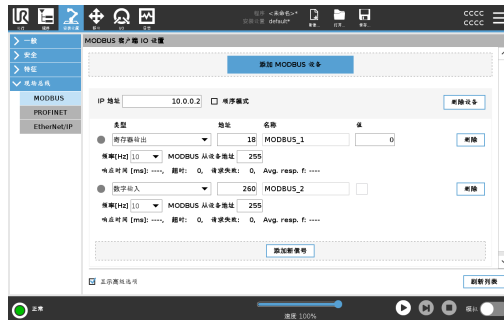 程序 <未命名>*
安装设置 default*
CCCC
CCCC
一般
安全
特征
现场总线
MODBUS
PROFINET
EtherNet/IP
MODBUS 客户端 IO 设置
添加 MODBUS 设备
IP 地址 10.0.0.2 顺序模式 删除设备
类型 地址 名称 值
寄存器输出 18 MODBUS_1 0 删除
频率[Hz] 10 MODBUS 从设备地址 255
响应时间 [ms]: ----, 超时: 0, 请求失败: 0, Avg. resp. f: ----
数字输入 260 MODBUS_2 删除
频率[Hz] 10 MODBUS 从设备地址 255
响应时间 [ms]: ----, 超时: 0, 请求失败: 0, Avg. resp. f: ----
添加新信号
显示高级选项 刷新列表
正常
速度 100%
模拟